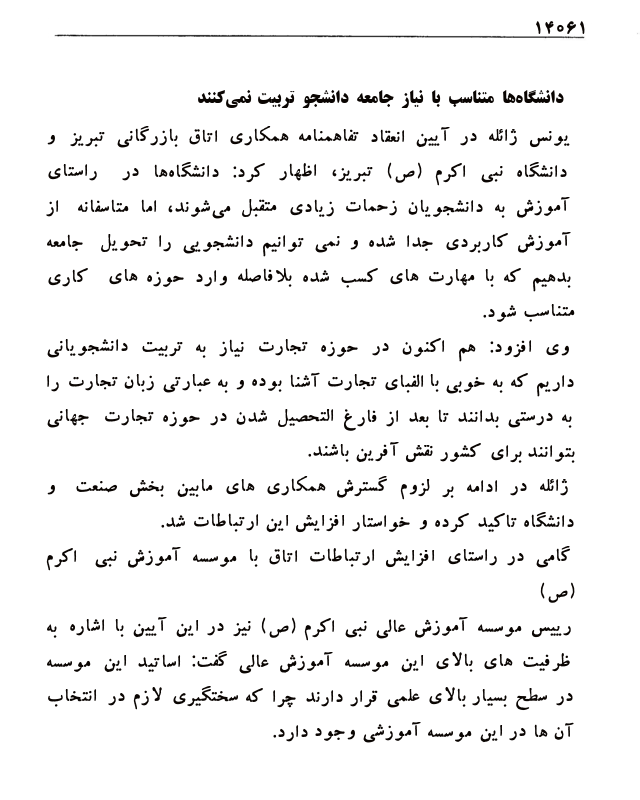 ۱۴۰۶۱
دانشگاه‌ها متناسب با نیاز جامعه دانشجو تربیت نمی‌کنند
یونس ژائله در آیین انعقاد تفاهمنامه همکاری اتاق بازرگانی تبریز و
دانشگاه نبی اکرم (ص) تبریز، اظهار کرد: دانشگاه‌ها در راستای
آموزش به دانشجویان زحمات زیادی متقبل می‌شوند، اما متاسفانه از
آموزش کاربردی جدا شده و نمی توانیم دانشجویی را تحویل جامعه
بدهیم که با مهارت های کسب شده بلافاصله وارد حوزه های کاری
متناسب شود.
وی افزود: هم اکنون در حوزه تجارت نیاز به تربیت دانشجویانی
داریم که به خوبی با الفبای تجارت آشنا بوده و به عبارتی زبان تجارت را
به درستی بدانند تا بعد از فارغ التحصیل شدن در حوزه تجارت جهانی
بتوانند برای کشور نقش آفرین باشند.
ژائله در ادامه بر لزوم گسترش همکاری های مابین بخش صنعت و
دانشگاه تاکید کرده و خواستار افزایش این ارتباطات شد.
گامی در راستای افزایش ارتباطات اتاق با موسسه آموزش نبی اکرم
(ص)
رییس موسسه آموزش عالی نبی اکرم (ص) نیز در این آیین با اشاره به
ظرفیت های بالای این موسسه آموزش عالی گفت: اساتید این موسسه
در سطح بسیار بالای علمی قرار دارند چرا که سختگیری لازم در انتخاب
آن ها در این موسسه آموزشی وجود دارد.